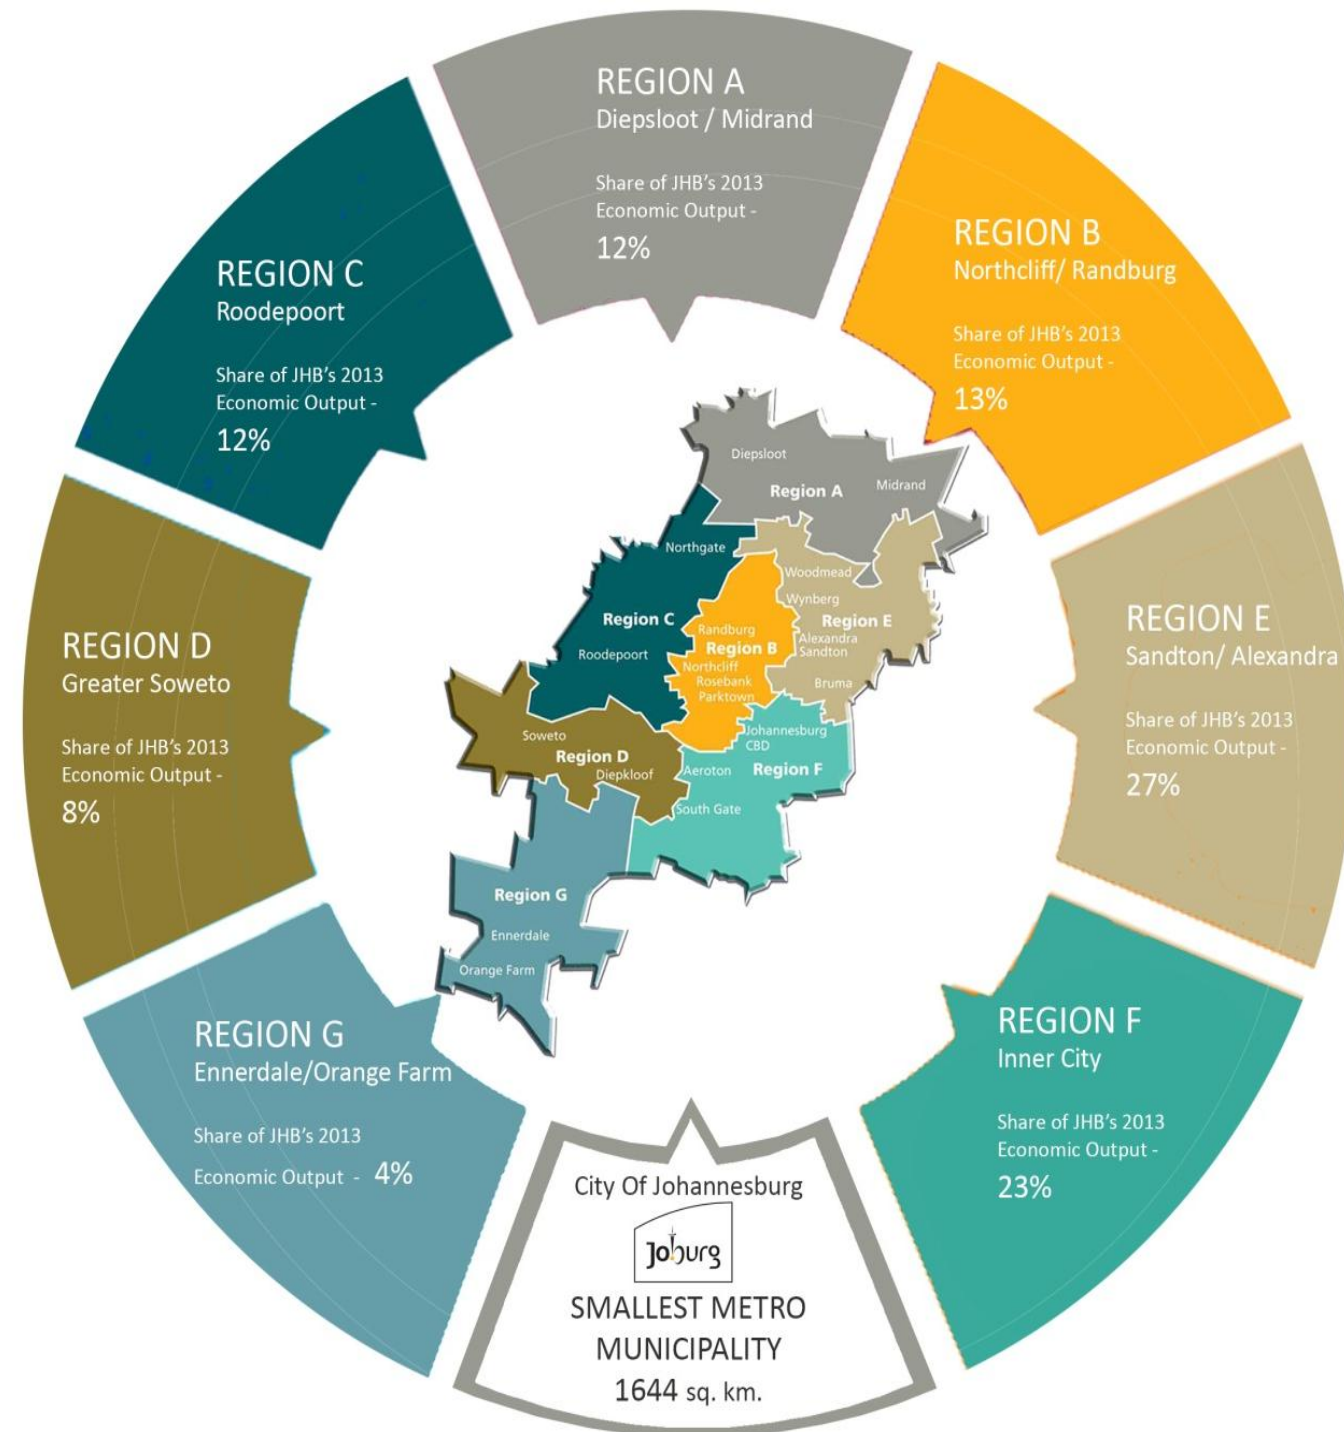 REGION A
Diepsloot / Midrand
Share of JHB's 2013
Economic Output -
12%
REGION B
Northcliff/ Randburg
Share of JHB's 2013
Economic Output -
13%
REGION C
Roodepoort
Share of JHB's 2013
Economic Output -
12%
REGION D
Greater Soweto
Share of JHB's 2013
Economic Output -
8%
REGION E
Sandton/ Alexandra
Share of JHB's 2013
Economic Output -
27%
REGION F
Inner City
Share of JHB's 2013
Economic Output -
23%
REGION G
Ennerdale/Orange Farm
Share of JHB's 2013
Economic Output - 4%
Diepsloot
Region A
Midrand
Northgate
Region C
Roodepoort
Woodmead
Wynberg
Region E
Alexandra
Sandton
Bruma
Randburg
Region B
Northcliff
Rosebank
Parktown
Soweto
Region D
Diepkloof
Johannesburg
CBD
Aeroton
Region F
South Gate
Region G
Ennerdale
Orange Farm
City Of Johannesburg
Joburg
SMALLEST METRO
MUNICIPALITY
1644 sq. km.